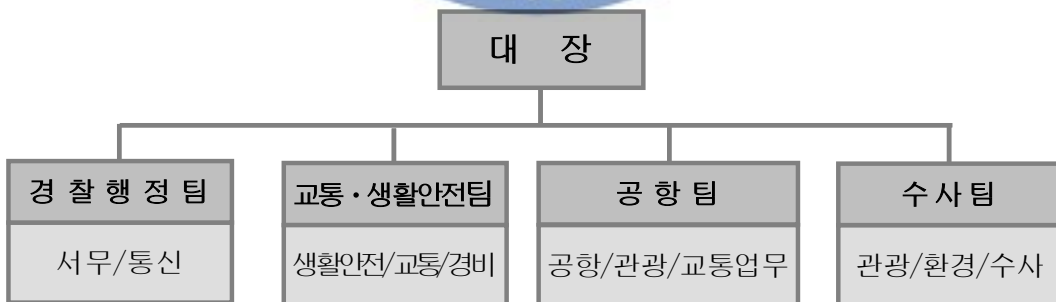 대 장
경 찰 행 정 팀
서무/통신
교통·생활안전팀
생활안전/교통/경비
공 항 팀
공항/관광/교통업무
수 사 팀
관광/환경/수사